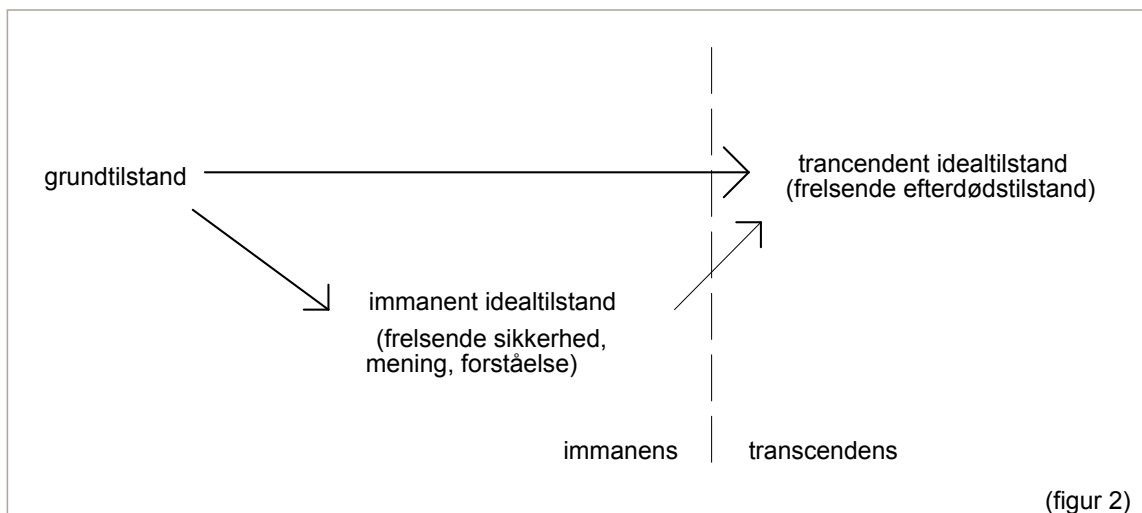 grundtilstand
trancendent idealtilstand
(frelsende efterdødstilstand)
immanent idealtilstand
(frelsende sikkerhed,
mening, forståelse)
immanens
transcendens
(figur 2)